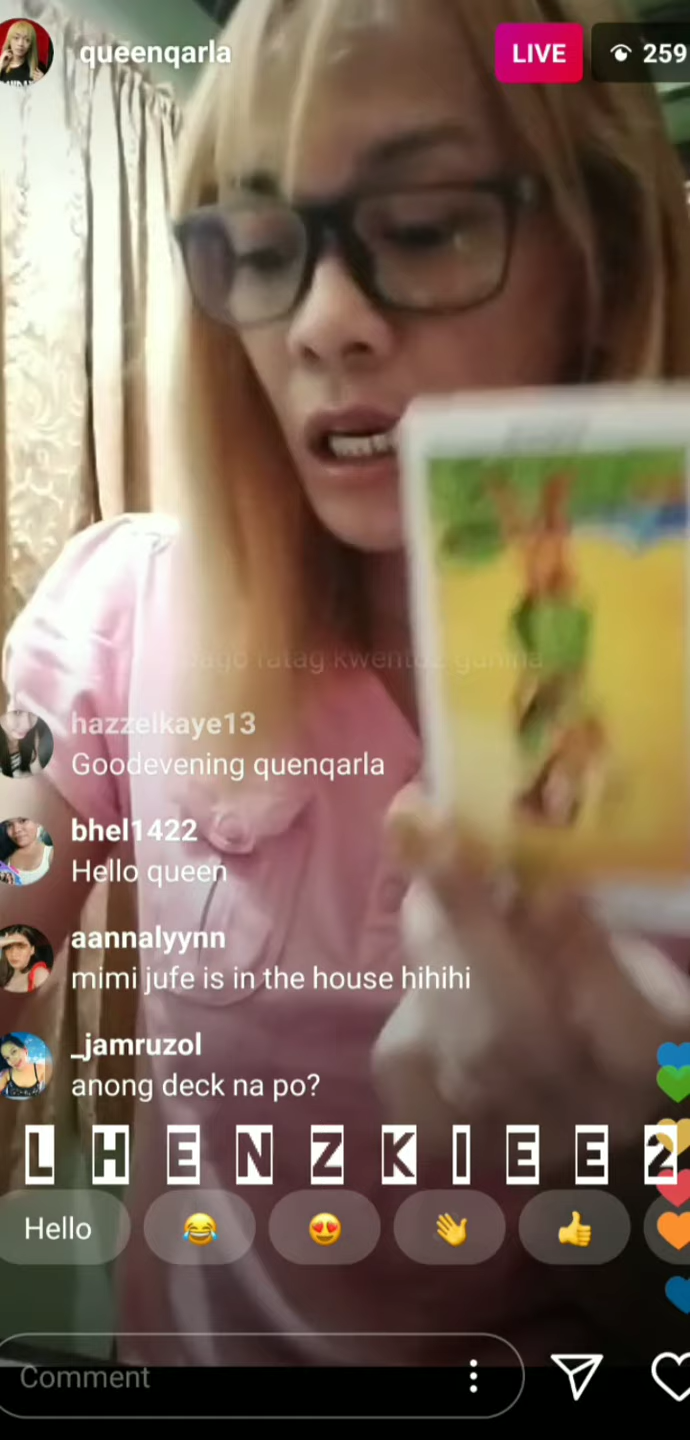 queenqarla
LIVE
259
hazzelkaye13
Goodevening quenqarla
bhel1422
Hello queen
aannalyynn
mimi jufe is in the house hihihi
_jamruzol
anong deck na po?
LHENZKIEE2
Hello
Comment